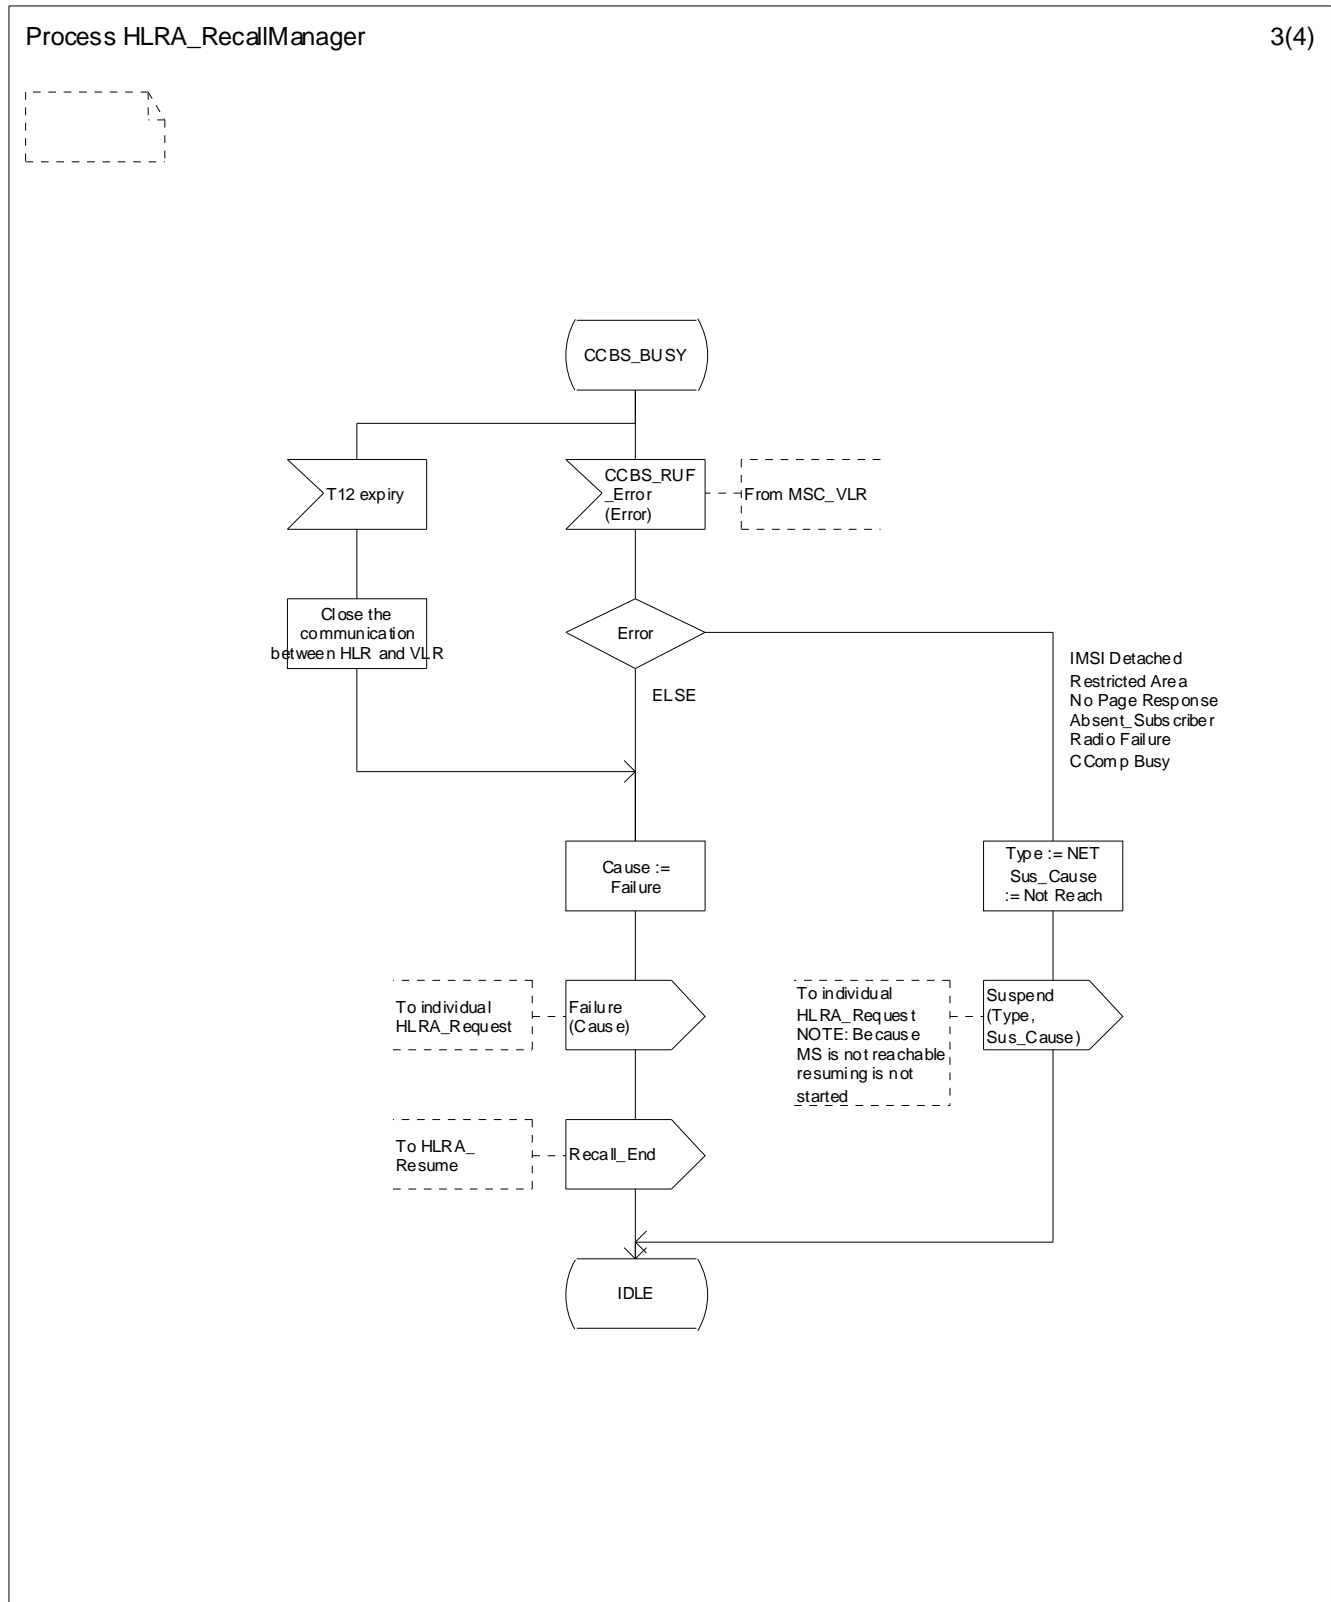 Process HLRA_RecallManager
3(4)
CCBS_BUSY
T12 expiry
CCBS_RUF
_Error
(Error)
From MSC_VLR
Close the
communication
between HLR and VLR
Error
ELSE
IMSI Detached
Restricted Area
No Page Response
Absent_Subscriber
Radio Failure
CComp Busy
Cause :=
Failure
Type := NET
Sus_Cause
:= Not Reach
To individual
HLRA_Request
Failure
(Cause)
To individual
HLRA_Request
NOTE: Because
MS is not reachable
resuming is not
started
Suspend
(Type,
Sus_Cause)
To HLRA_
Resume
Recall_End
IDLE